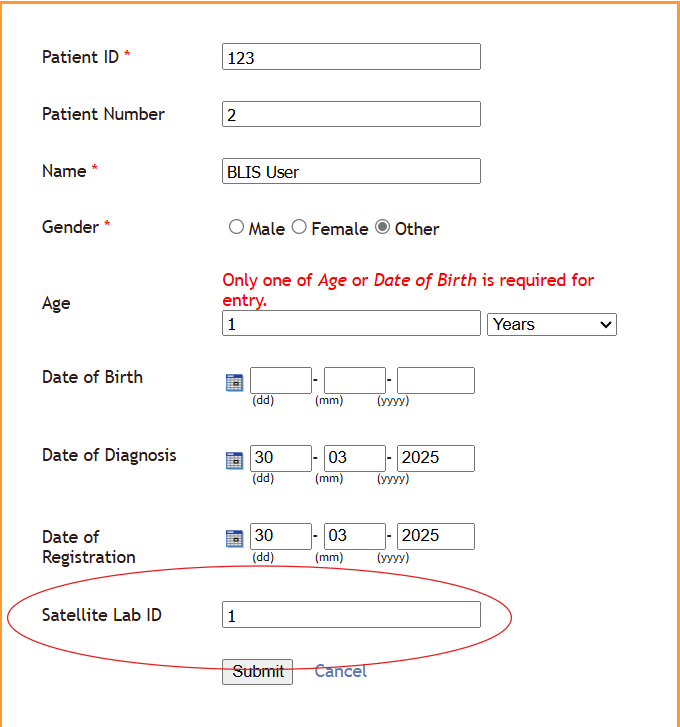 Patient ID * 123
Patient Number 2
Name * BLIS User
Gender * Male Female Other
Only one of Age or Date of Birth is required for
entry.
Age 1 Years
Date of Birth - -
(dd) (mm) (yyyy)
Date of Diagnosis 30 - 03 - 2025
(dd) (mm) (yyyy)
Date of
Registration 30 - 03 - 2025
(dd) (mm) (yyyy)
Satellite Lab ID 1
Submit Cancel